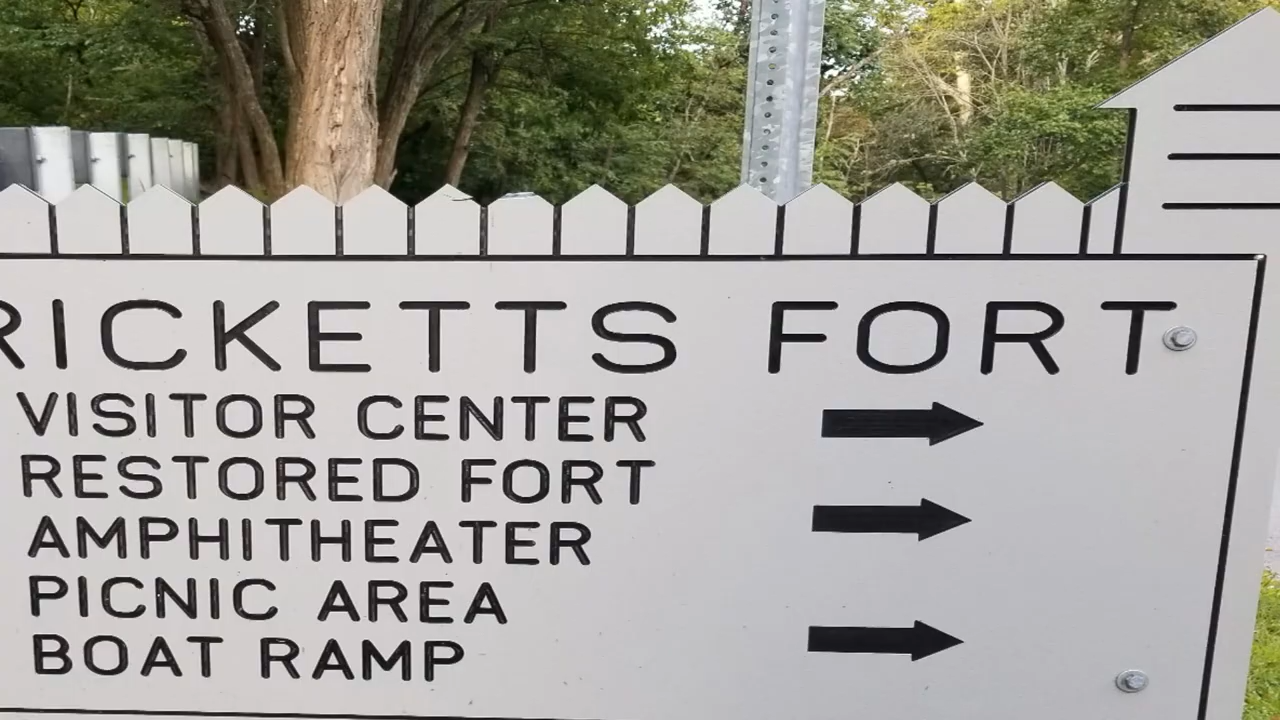 RICKETTS FORT
VISITOR CENTER
RESTORED FORT
AMPHITHEATER
PICNIC AREA
BOAT RAMP